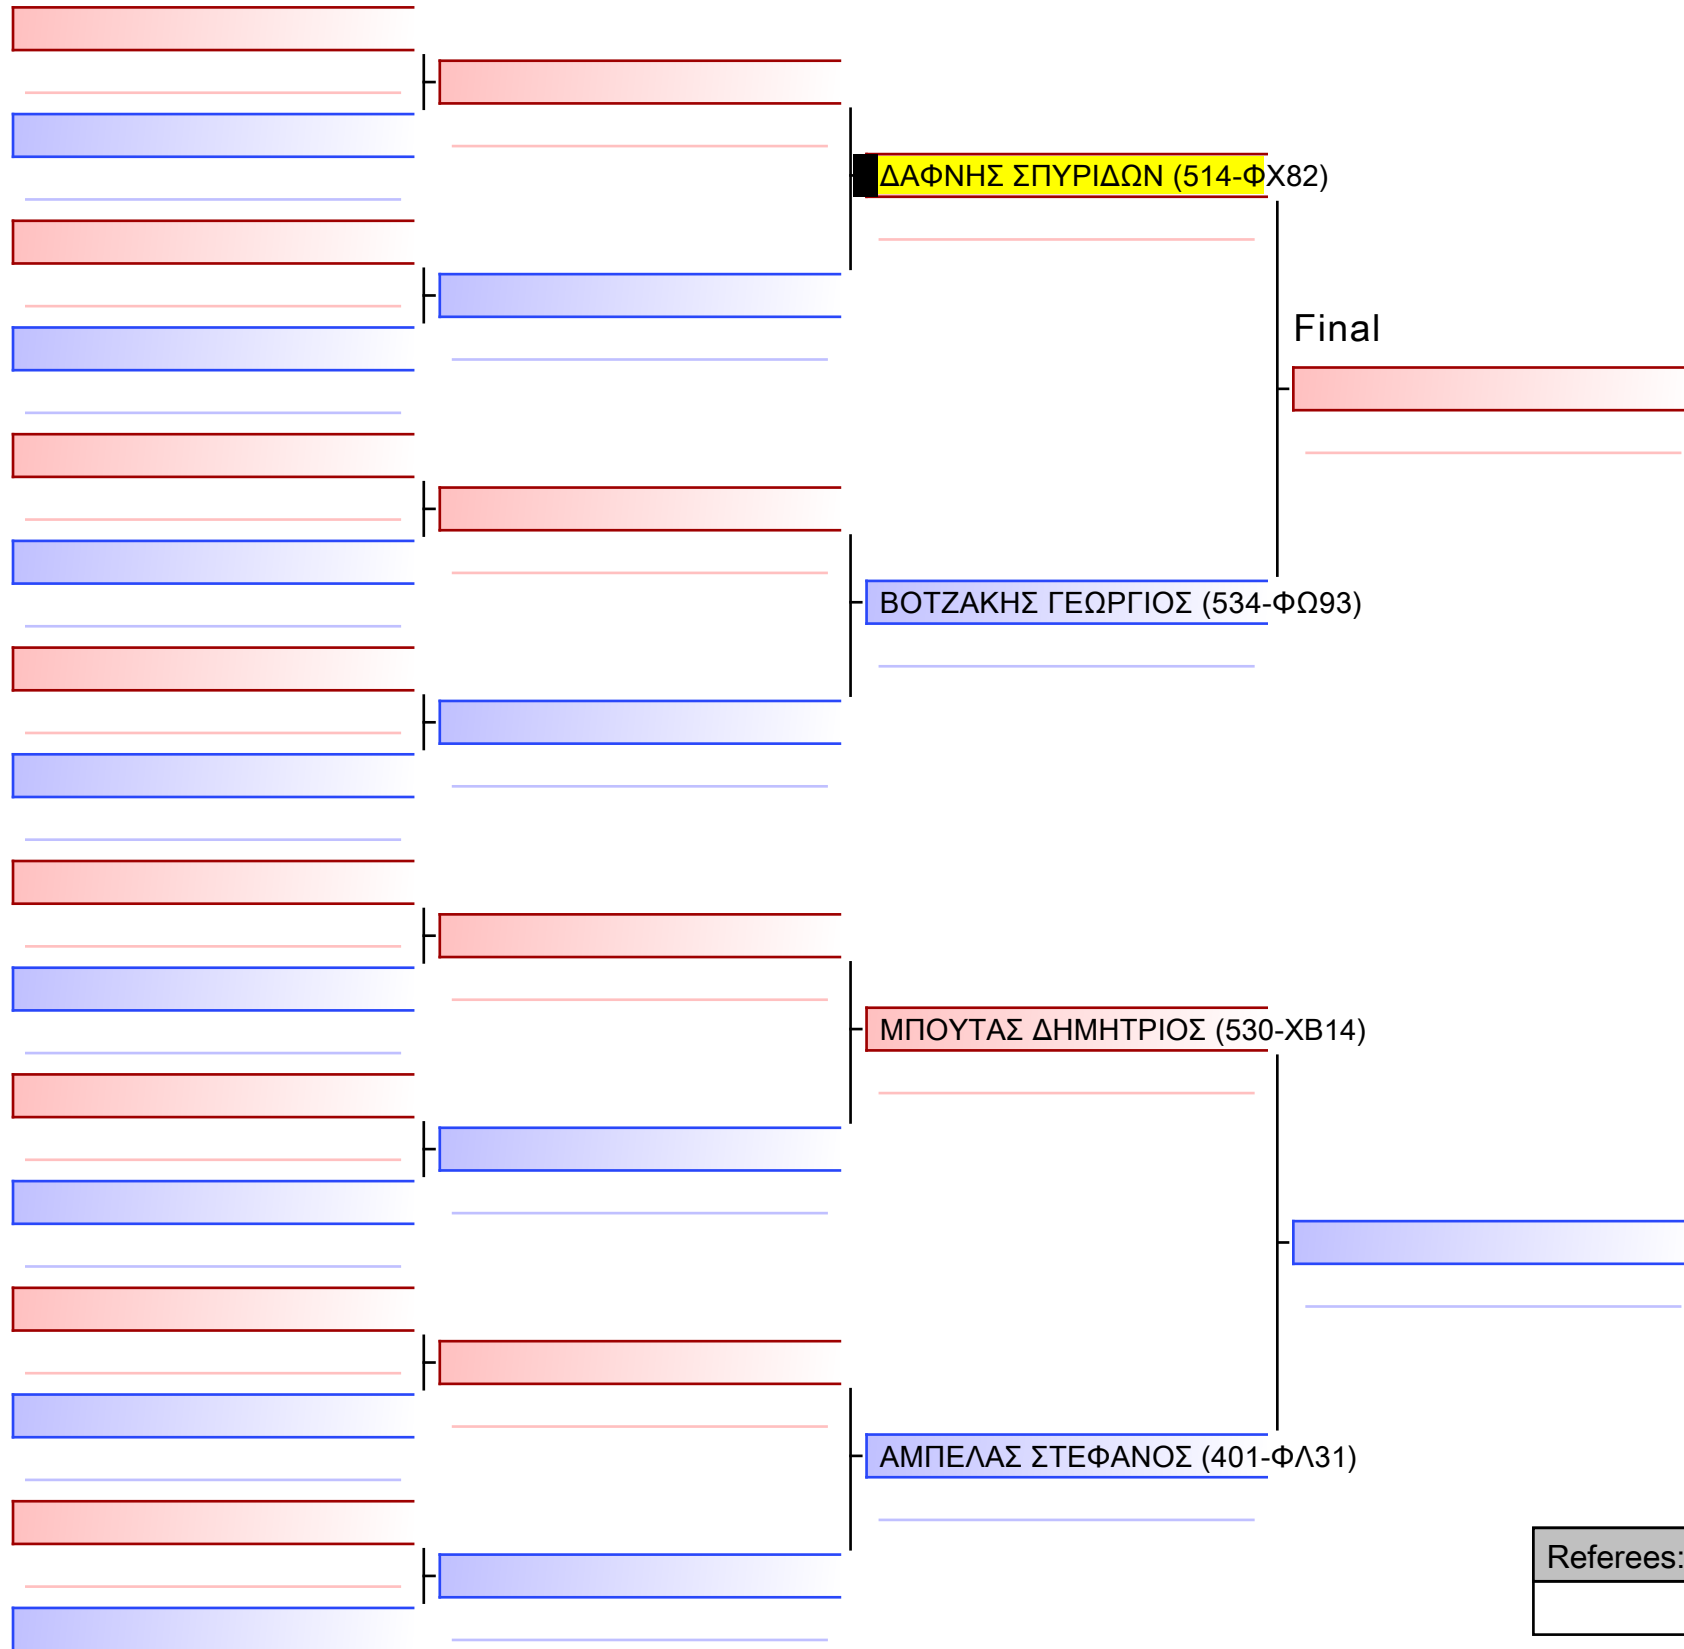 ΔΑΦΝΗΣ ΣΠΥΡΙΔΩΝ (514-ΦΧ82)
Final
ΒΟΤΖΑΚΗΣ ΓΕΩΡΓΙΟΣ (534-ΦΩ93)
ΜΠΟΥΤΑΣ ΔΗΜΗΤΡΙΟΣ (530-ΧΒ14)
ΑΜΠΕΛΑΣ ΣΤΕΦΑΝΟΣ (401-ΦΛ31)
Referees: